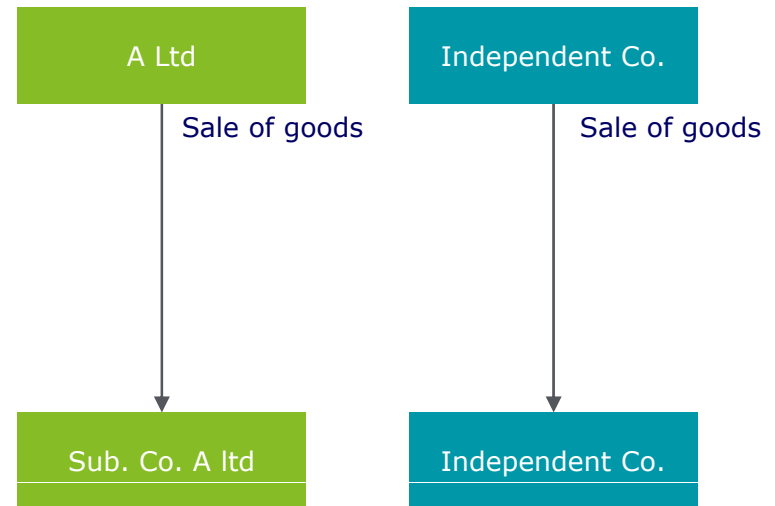 A Ltd
Independent Co.
Sale of goods
Sale of goods
Sub. Co. A ltd
Independent Co.